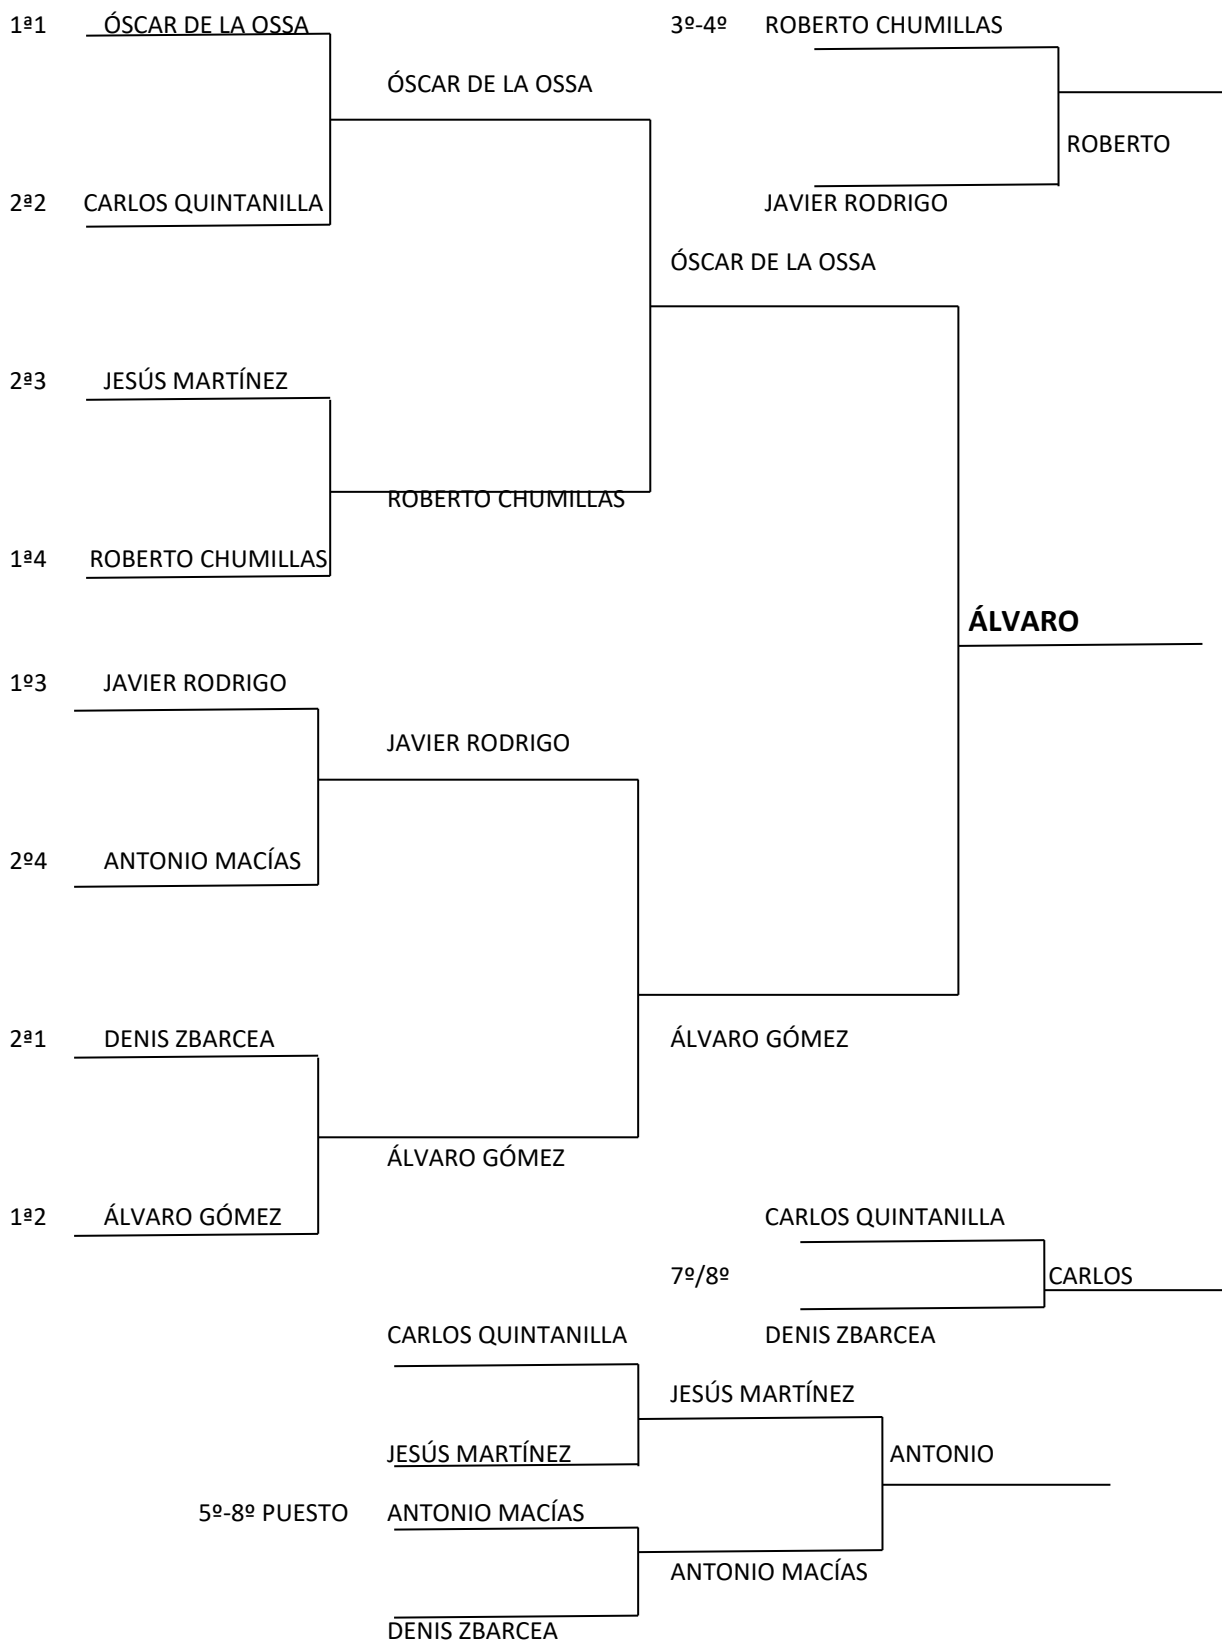 1ª1 ÓSCAR DE LA OSSA 3º-4º ROBERTO CHUMILLAS
ÓSCAR DE LA OSSA
ROBERTO
2ª2 CARLOS QUINTANILLA JAVIER RODRIGO
ÓSCAR DE LA OSSA
2ª3 JESÚS MARTÍNEZ
ROBERTO CHUMILLAS
1ª4 ROBERTO CHUMILLAS
ÁLVARO
1º3 JAVIER RODRIGO
JAVIER RODRIGO
2º4 ANTONIO MACÍAS
2ª1 DENIS ZBARCEA ÁLVARO GÓMEZ
ÁLVARO GÓMEZ
1ª2 ÁLVARO GÓMEZ CARLOS QUINTANILLA
7º/8º CARLOS
CARLOS QUINTANILLA DENIS ZBARCEA
JESÚS MARTÍNEZ
JESÚS MARTÍNEZ ANTONIO
5º-8º PUESTO ANTONIO MACÍAS
ANTONIO MACÍAS
DENIS ZBARCEA